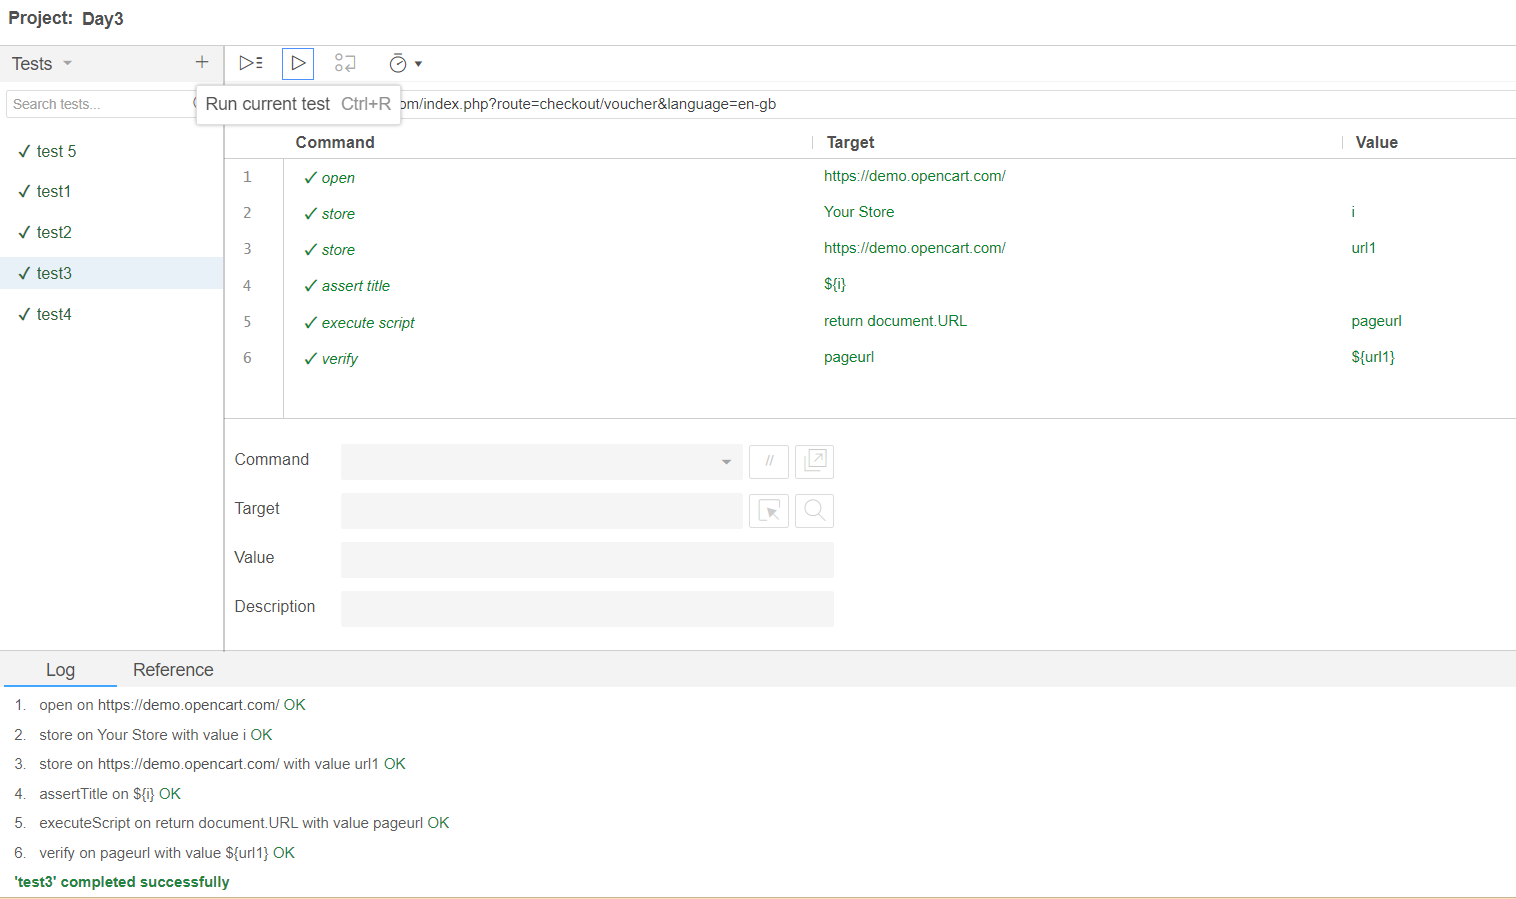 Project: Day3
Tests
Search tests...
Run current test Ctrl+R
om/index.php?route=checkout/voucher&language=en-gb
test 5
test1
test2
test3
test4
Command Target Value
1 open https://demo.opencart.com/
2 store Your Store i
3 store https://demo.opencart.com/ url1
4 assert title ${i}
5 execute script return document.URL pageurl
6 verify pageurl ${url1}
Command
//
Target
Value
Description
Log Reference
1. open on https://demo.opencart.com/ OK
2. store on Your Store with value i OK
3. store on https://demo.opencart.com/ with value url1 OK
4. assertTitle on ${i} OK
5. executeScript on return document.URL with value pageurl OK
6. verify on pageurl with value ${url1} OK
'test3' completed successfully